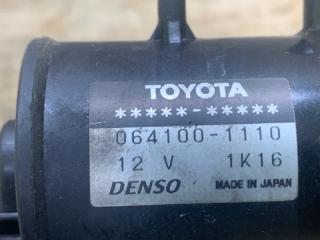 TOYOTA
*****-*****
064100-1110
12 V 1K16
DENSO MADE IN JAPAN